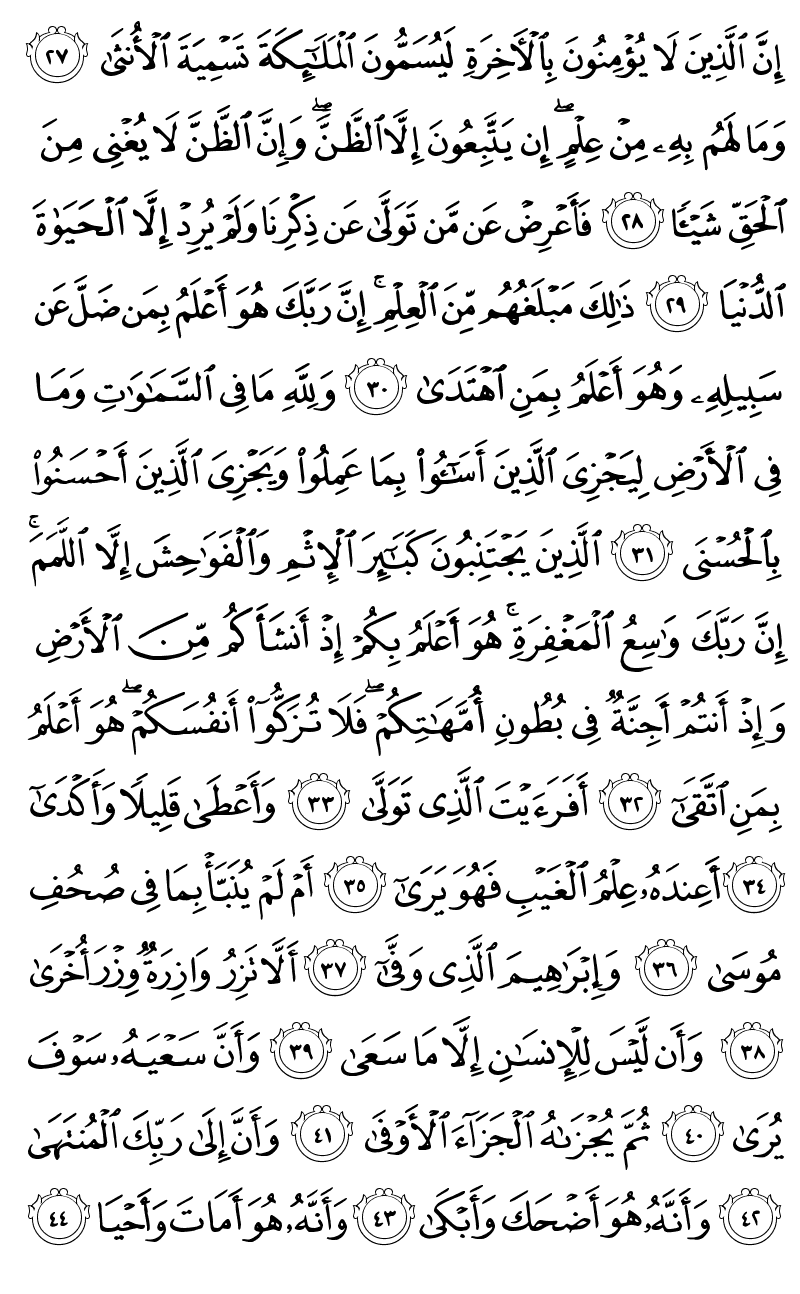 إِنَّ ٱلَّذِينَ لَا يُؤْمِنُونَ بِٱلْأَخِرَةِ لَيُسَمُّونَ ٱلْمَلَٰٓئِكَةَ تَسْمِيَةَ ٱلْأُنثَىٰ ٢٧
وَمَا لَهُم بِهِۦ مِنْ عِلْمٍ ۖ إِن يَتَّبِعُونَ إِلَّا ٱلظَّنَّ ۖ وَإِنَّ ٱلظَّنَّ لَا يُغْنِى مِنَ
ٱلْحَقِّ شَيْـًٔا ٢٨ فَأَعْرِضْ عَن مَّن تَوَلَّىٰ عَن ذِكْرِنَا وَلَمْ يُرِدْ إِلَّا ٱلْحَيَوٰةَ
ٱلدُّنْيَا ٢٩ ذَٰلِكَ مَبْلَغُهُم مِّنَ ٱلْعِلْمِ ۚ إِنَّ رَبَّكَ هُوَ أَعْلَمُ بِمَن ضَلَّ عَن
سَبِيلِهِۦ وَهُوَ أَعْلَمُ بِمَنِ ٱهْتَدَىٰ ٣٠ وَلِلَّهِ مَا فِى ٱلسَّمَٰوَٰتِ وَمَا
فِى ٱلْأَرْضِ لِيَجْزِىَ ٱلَّذِينَ أَسَٰٓـُٔوا۟ بِمَا عَمِلُوا۟ وَيَجْزِىَ ٱلَّذِينَ أَحْسَنُوا۟
بِٱلْحُسْنَى ٣١ ٱلَّذِينَ يَجْتَنِبُونَ كَبَٰٓئِرَ ٱلْإِثْمِ وَٱلْفَوَٰحِشَ إِلَّا ٱللَّمَمَ ۚ
إِنَّ رَبَّكَ وَٰسِعُ ٱلْمَغْفِرَةِ ۚ هُوَ أَعْلَمُ بِكُمْ إِذْ أَنشَأَكُم مِّنَ ٱلْأَرْضِ
وَإِذْ أَنتُمْ أَجِنَّةٌ فِى بُطُونِ أُمَّهَٰتِكُمْ ۖ فَلَا تُزَكُّوٓا۟ أَنفُسَكُمْ ۖ هُوَ أَعْلَمُ
بِمَنِ ٱتَّقَىٰٓ ٣٢ أَفَرَءَيْتَ ٱلَّذِى تَوَلَّىٰ ٣٣ وَأَعْطَىٰ قَلِيلًا وَأَكْدَىٰٓ
٣٤ أَعِندَهُۥ عِلْمُ ٱلْغَيْبِ فَهُوَ يَرَىٰٓ ٣٥ أَمْ لَمْ يُنَبَّأْ بِمَا فِى صُحُفِ
مُوسَىٰ ٣٦ وَإِبْرَٰهِيمَ ٱلَّذِى وَفَّىٰٓ ٣٧ أَلَّا تَزِرُ وَازِرَةٌ وِزْرَ أُخْرَىٰ
٣٨ وَأَن لَّيْسَ لِلْإِنسَٰنِ إِلَّا مَا سَعَىٰ ٣٩ وَأَنَّ سَعْيَهُۥ سَوْفَ
يُرَىٰ ٤٠ ثُمَّ يُجْزَىٰهُ ٱلْجَزَآءَ ٱلْأَوْفَىٰ ٤١ وَأَنَّ إِلَىٰ رَبِّكَ ٱلْمُنتَهَىٰ
٤٢ وَأَنَّهُۥ هُوَ أَضْحَكَ وَأَبْكَىٰ ٤٣ وَأَنَّهُۥ هُوَ أَمَاتَ وَأَحْيَا ٤٤